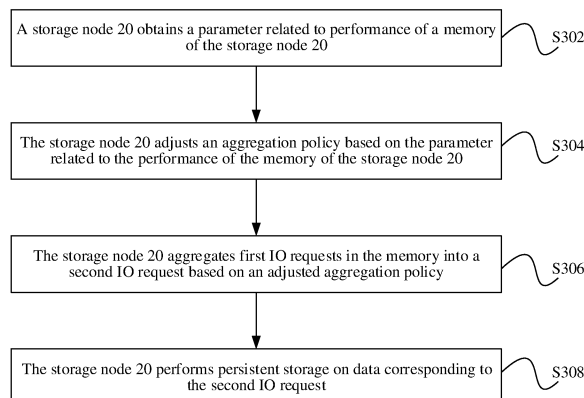 A storage node 20 obtains a parameter related to performance of a memory
of the storage node 20
S302
The storage node 20 adjusts an aggregation policy based on the parameter
related to the performance of the memory of the storage node 20
S304
The storage node 20 aggregates first IO requests in the memory into a
second IO request based on an adjusted aggregation policy
S306
The storage node 20 performs persistent storage on data corresponding to
the second IO request
S308